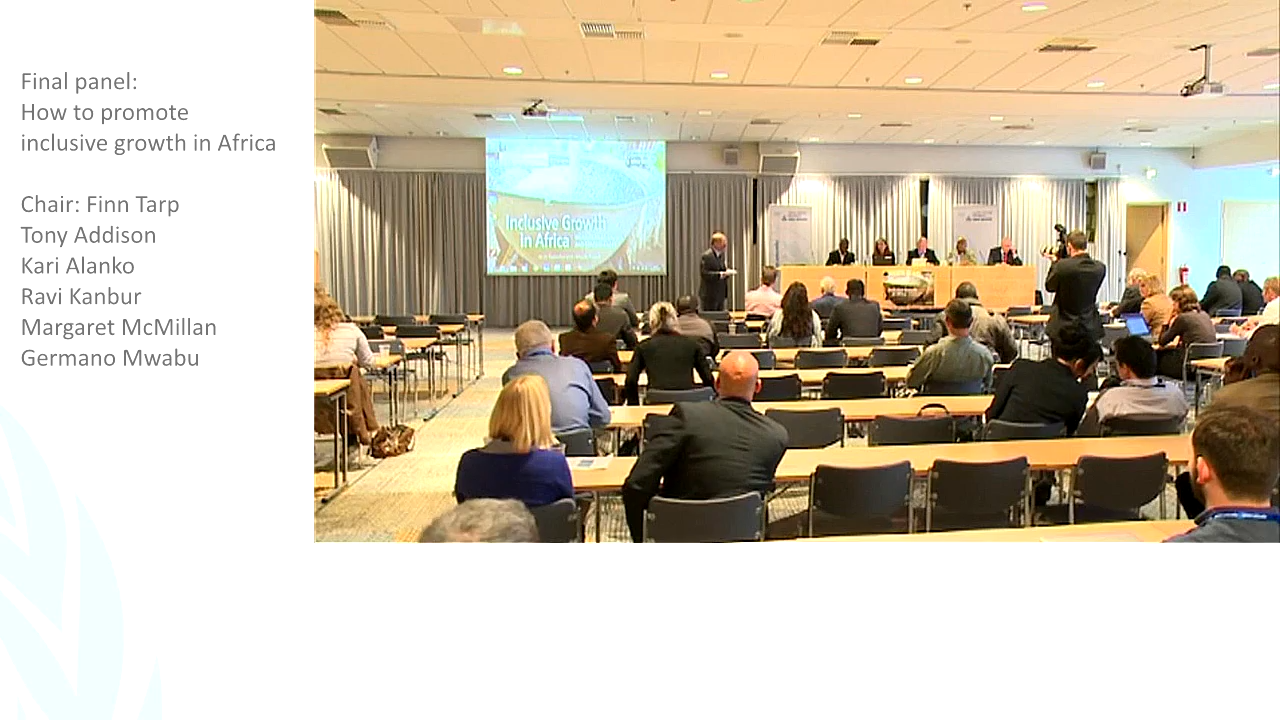 Final panel:
How to promote
inclusive growth in Africa
Chair: Finn Tarp
Tony Addison
Kari Alanko
Ravi Kanbur
Margaret McMillan
Germano Mwabu
Inclusive Growth
in Africa